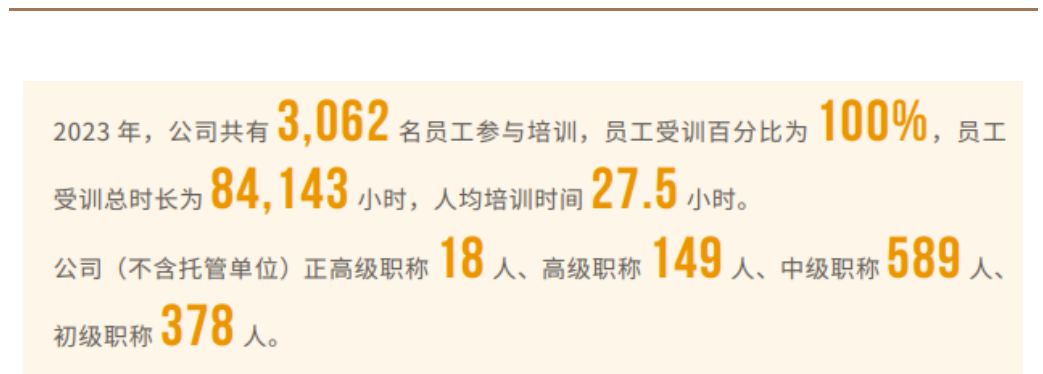 2023 年，公司共有 3,062 名员工参与培训，员工受训百分比为 100%，员工
受训总时长为 84,143 小时，人均培训时间 27.5 小时。
公司（不含托管单位）正高级职称 18 人、高级职称 149 人、中级职称 589 人、
初级职称 378 人。